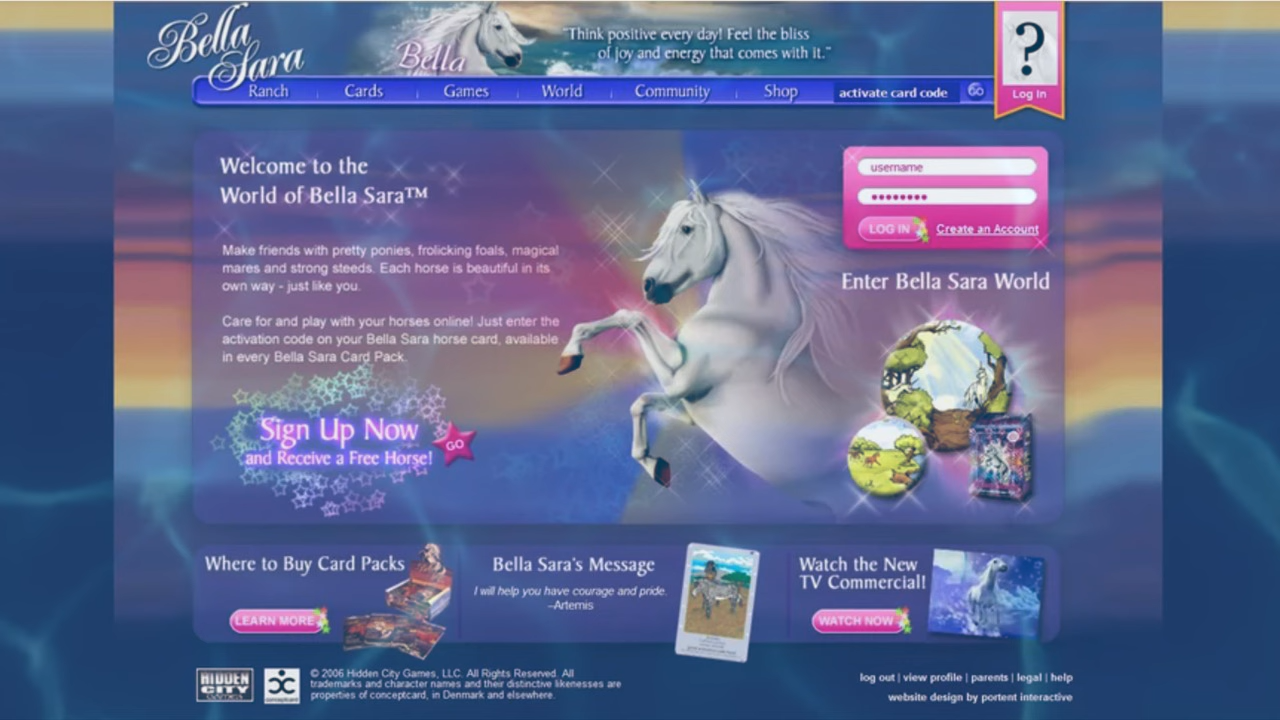 Bella
Sara
Bella
"Think positive every day! Feel the bliss
of joy and energy that comes with it."
?
Log In
Ranch
Cards
Games
World
Community
Shop
activate card code
GO
Welcome to the
World of Bella Sara™
Make friends with pretty ponies, frolicking foals, magical
mares and strong steeds. Each horse is beautiful in its
own way - just like you.
Care for and play with your horses online! Just enter the
activation code on your Bella Sara horse card, available
in every Bella Sara Card Pack.
Sign Up Now
and Receive a Free Horse!
GO
username
LOG IN
Create an Account
Enter Bella Sara World
Where to Buy Card Packs
LEARN MORE
Bella Sara's Message
I will help you have courage and pride.
–Artemis
Watch the New
TV Commercial!
WATCH NOW
HIDDEN
CITY
GAMES
conceptcard
© 2006 Hidden City Games, LLC. All Rights Reserved. All
trademarks and character names and their distinctive likenesses are
properties of conceptcard, in Denmark and elsewhere.
log out | view profile | parents | legal | help
website design by portent interactive